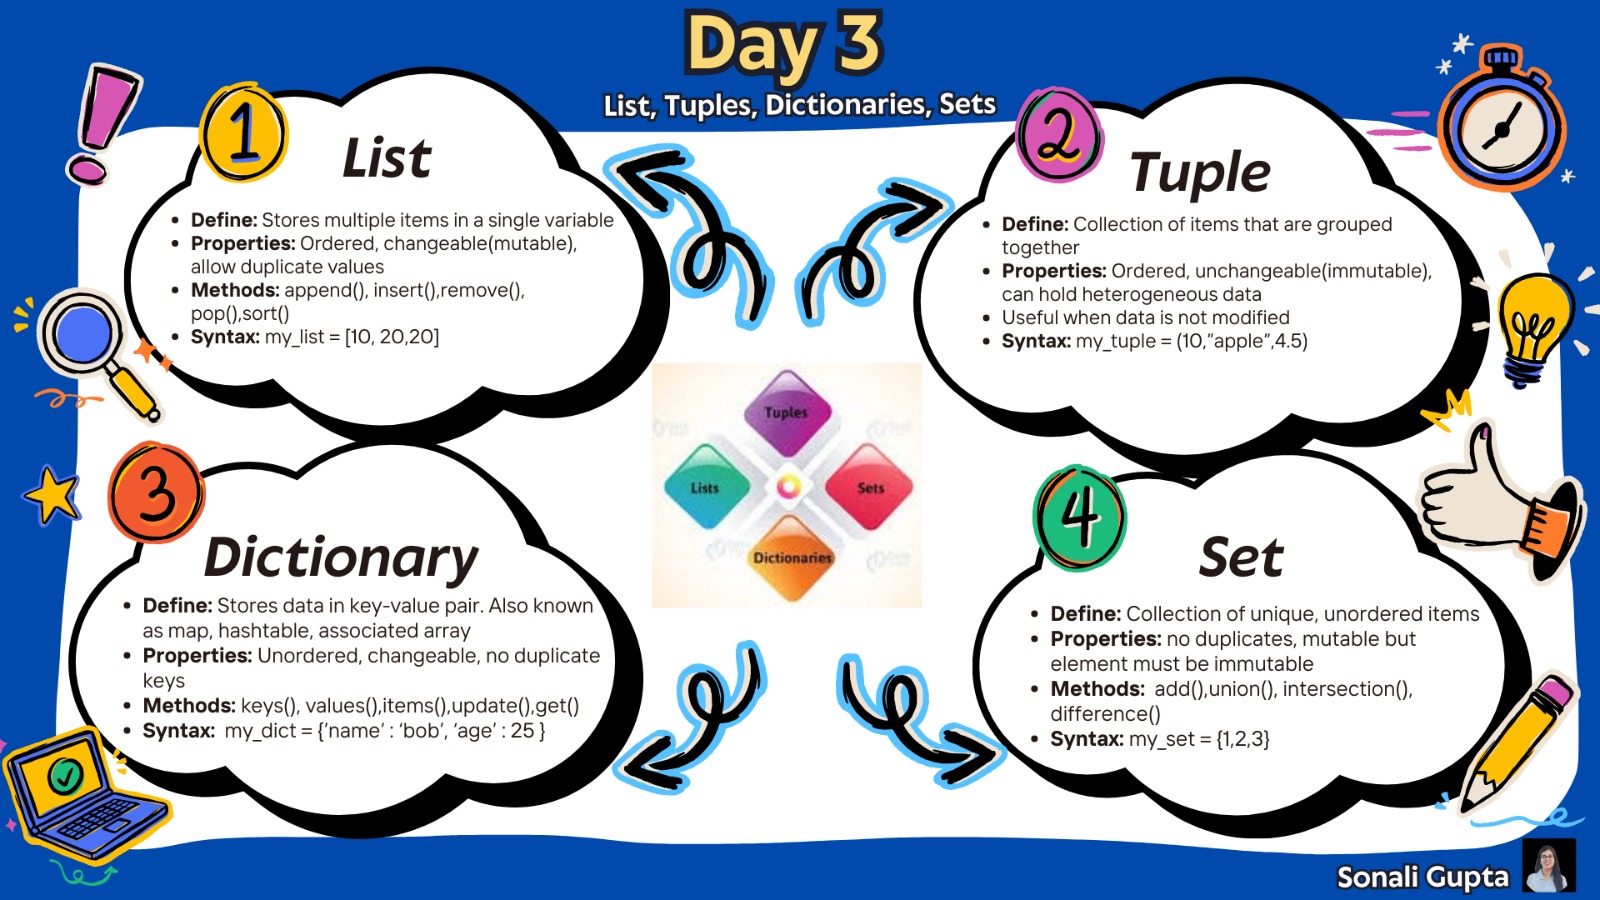 Day 3
List, Tuples, Dictionaries, Sets
1
List
• Define: Stores multiple items in a single variable
• Properties: Ordered, changeable(mutable),
allow duplicate values
• Methods: append(), insert(),remove(),
pop(),sort()
• Syntax: my_list = [10, 20,20]
2
Tuple
• Define: Collection of items that are grouped
together
• Properties: Ordered, unchangeable(immutable),
can hold heterogeneous data
• Useful when data is not modified
• Syntax: my_tuple = (10,"apple",4.5)
Tuples
Lists
Sets
Dictionaries
3
Dictionary
• Define: Stores data in key-value pair. Also known
as map, hashtable, associated array
• Properties: Unordered, changeable, no duplicate
keys
• Methods: keys(), values(),items(),update(),get()
• Syntax: my_dict = {'name' : 'bob', 'age' : 25 }
4
Set
• Define: Collection of unique, unordered items
• Properties: no duplicates, mutable but
element must be immutable
• Methods: add(),union(), intersection(),
difference()
• Syntax: my_set = {1,2,3}
Sonali Gupta